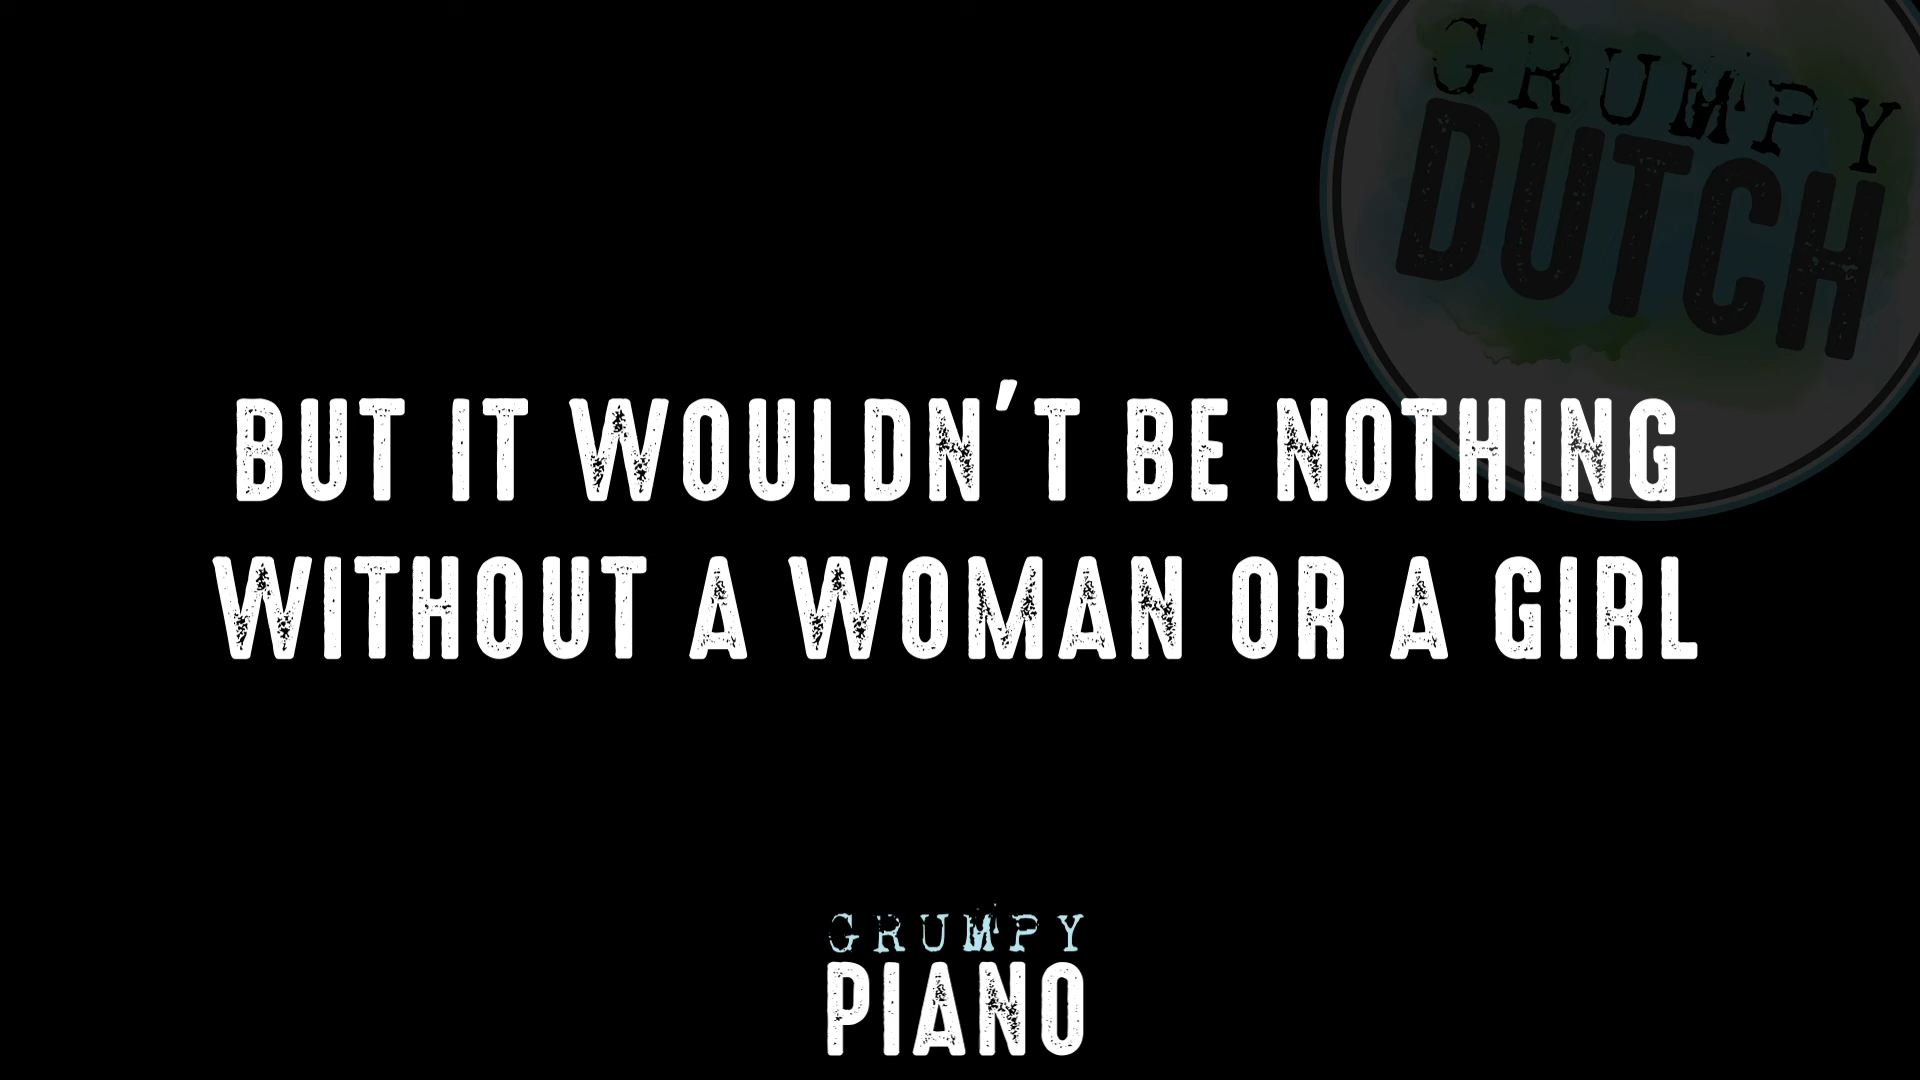 GRUMPY
DUTCH
BUT IT WOULDN'T BE NOTHING
WITHOUT A WOMAN OR A GIRL
GRUMPY
PIANO